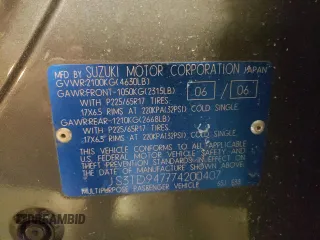 MFD BY SUZUKI MOTOR CORPORATION JAPAN
GVWR:2100KG(4630LB)
GAWR:FRONT-1050KG(2315LB) 06 / 06
WITH P225/65R17 TIRES
17X6.5 RIMS AT 220KPA(32PSI) COLD SINGLE
GAWR:REAR-1210KG(2668LB)
WITH P225/65R17 TIRES
17X6.5 RIMS AT 220KPA(32PSI) COLD SINGLE
THIS VEHICLE CONFORMS TO ALL APPLICABLE
U.S. FEDERAL MOTOR VEHICLE SAFETY AND
THEFT PREVENTION STANDARDS IN EFFECT ON
THE DATE OF MANUFACTURE SHOWN ABOVE.
JS3TD947774200407
MULTIPURPOSE PASSENGER VEHICLE
DREAMBID